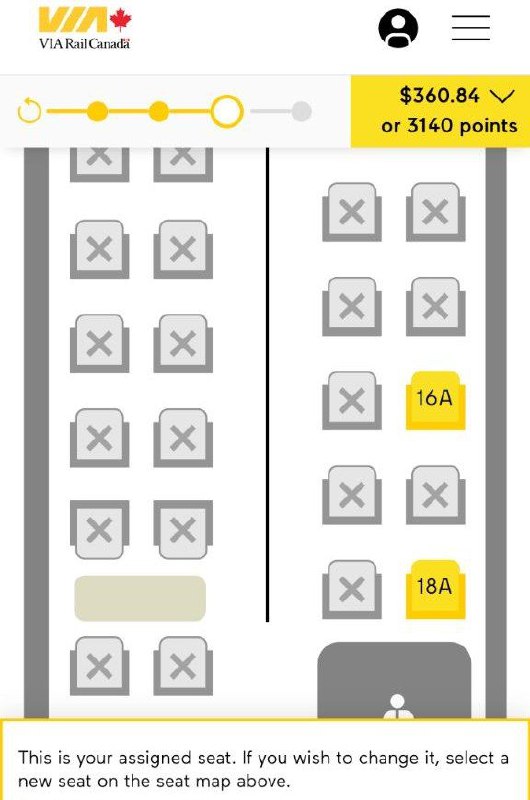 VIA
VIA Rail Canada
$360.84
or 3140 points
16A
18A
This is your assigned seat. If you wish to change it, select a
new seat on the seat map above.